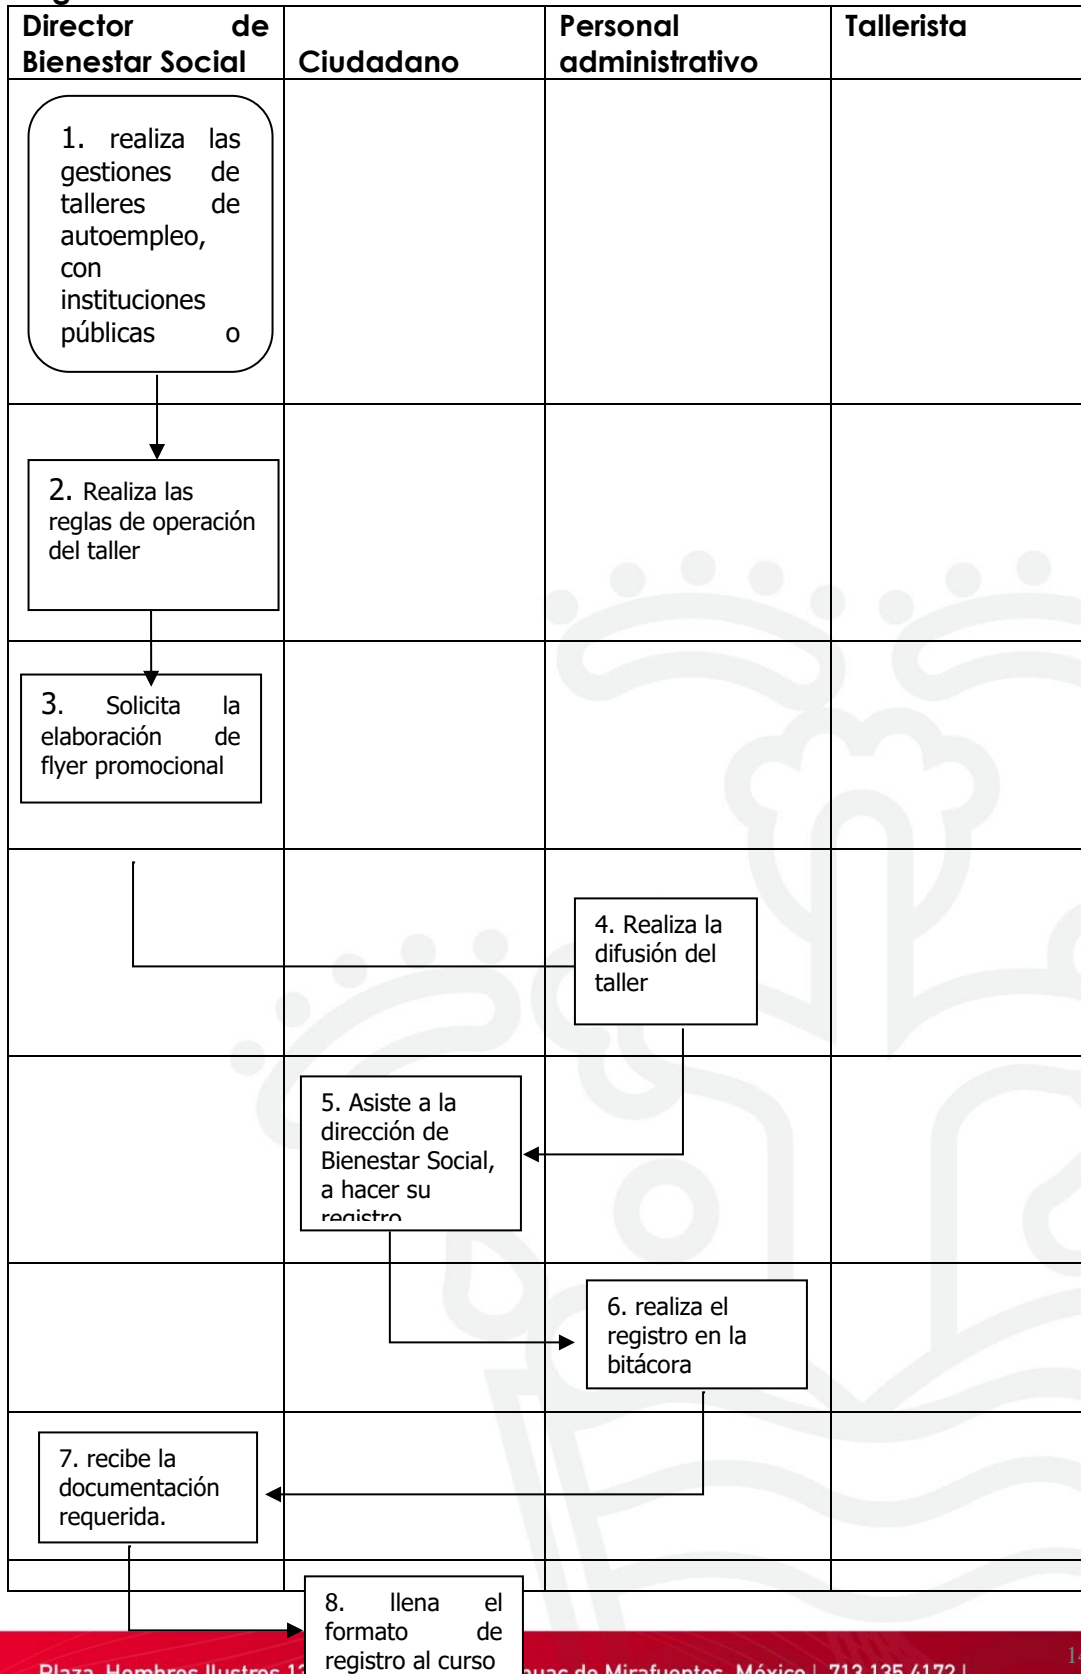 Director de
Bienestar Social
Ciudadano
Personal
administrativo
Tallerista
1. realiza las
gestiones de
talleres de
autoempleo,
con
instituciones
públicas o
2. Realiza las
reglas de operación
del taller
3. Solicita la
elaboración de
flyer promocional
4. Realiza la
difusión del
taller
5. Asiste a la
dirección de
Bienestar Social,
a hacer su
registro
6. realiza el
registro en la
bitácora
7. recibe la
documentación
requerida.
8. llena el
formato de
registro al curso
Plaza Hombres Ilustres 1
de Mirafuentes, México | 713 135 4172 |